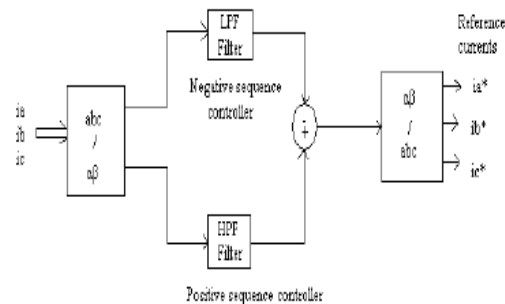 Reference
currents
LPF
Filter
Negative sequence
controller
ia
ib
ic
abc
/
αβ
+
αβ
/
abc
ia*
ib*
ic*
HPF
Filter
Positive sequence controller